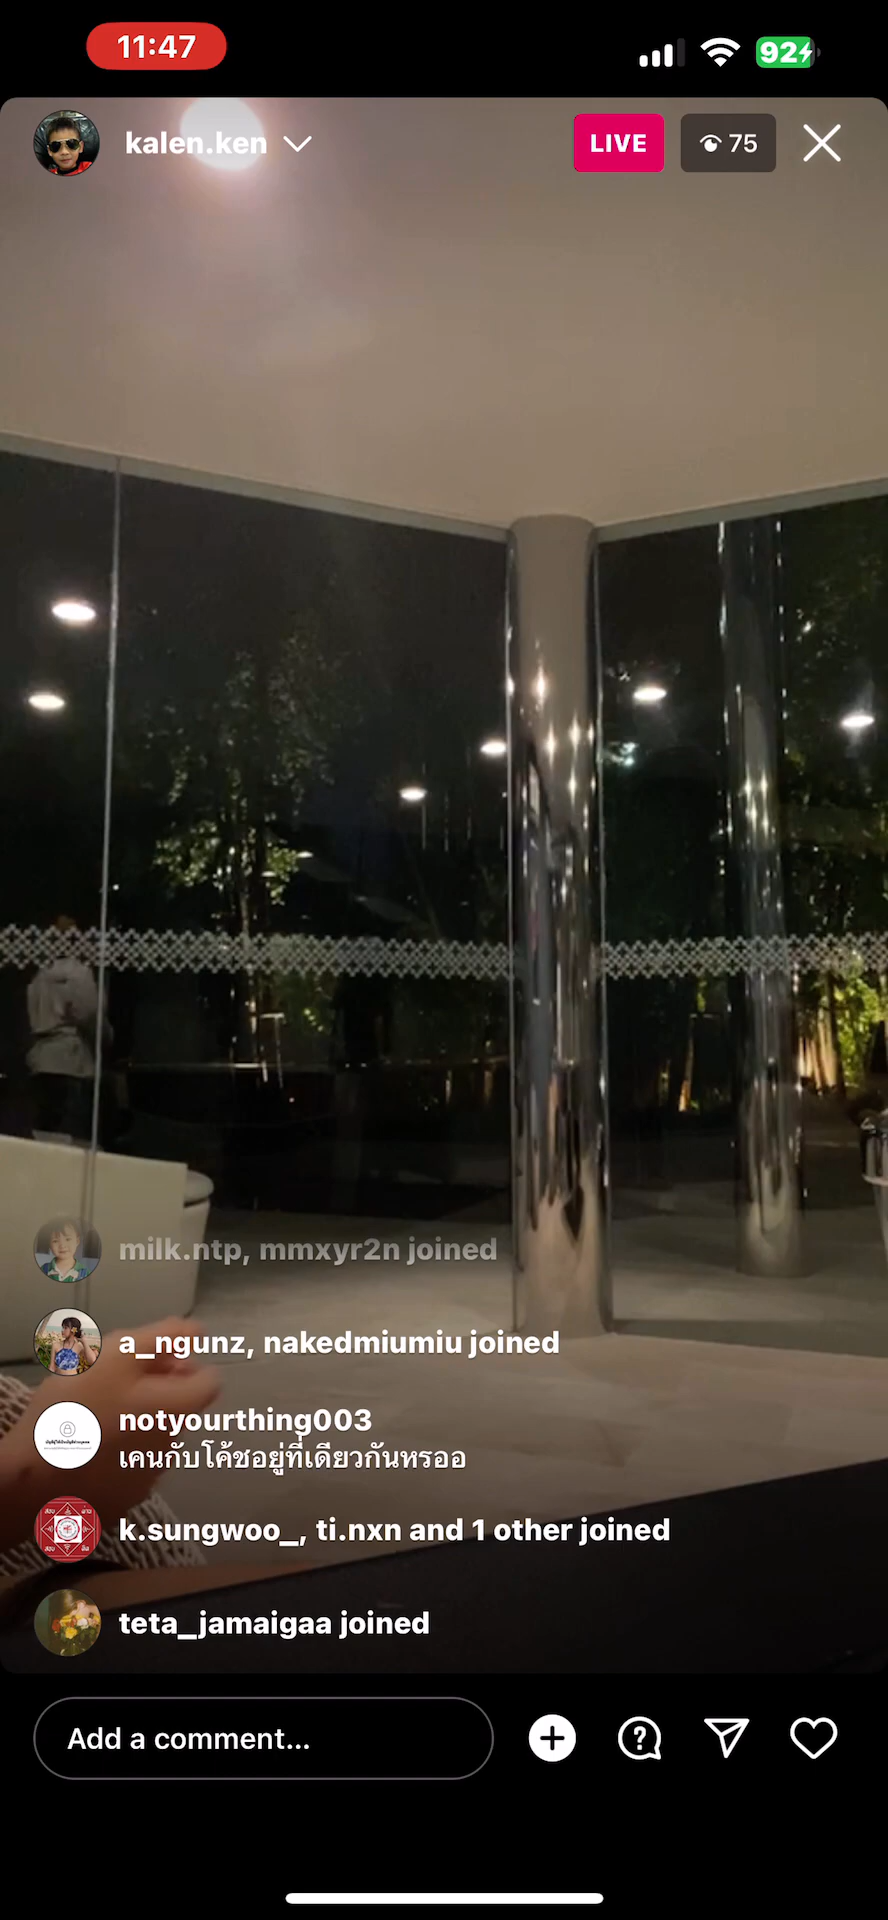 11:47
92
kalen.ken
LIVE
75
milk.ntp, mmxyr2n joined
a_ngunz, nakedmiumiu joined
notyourthing003
เคนกับโค้ชอยู่ที่เดียวกันหรออ
k.sungwoo_, ti.nxn and 1 other joined
teta_jamaigaa joined
Add a comment...